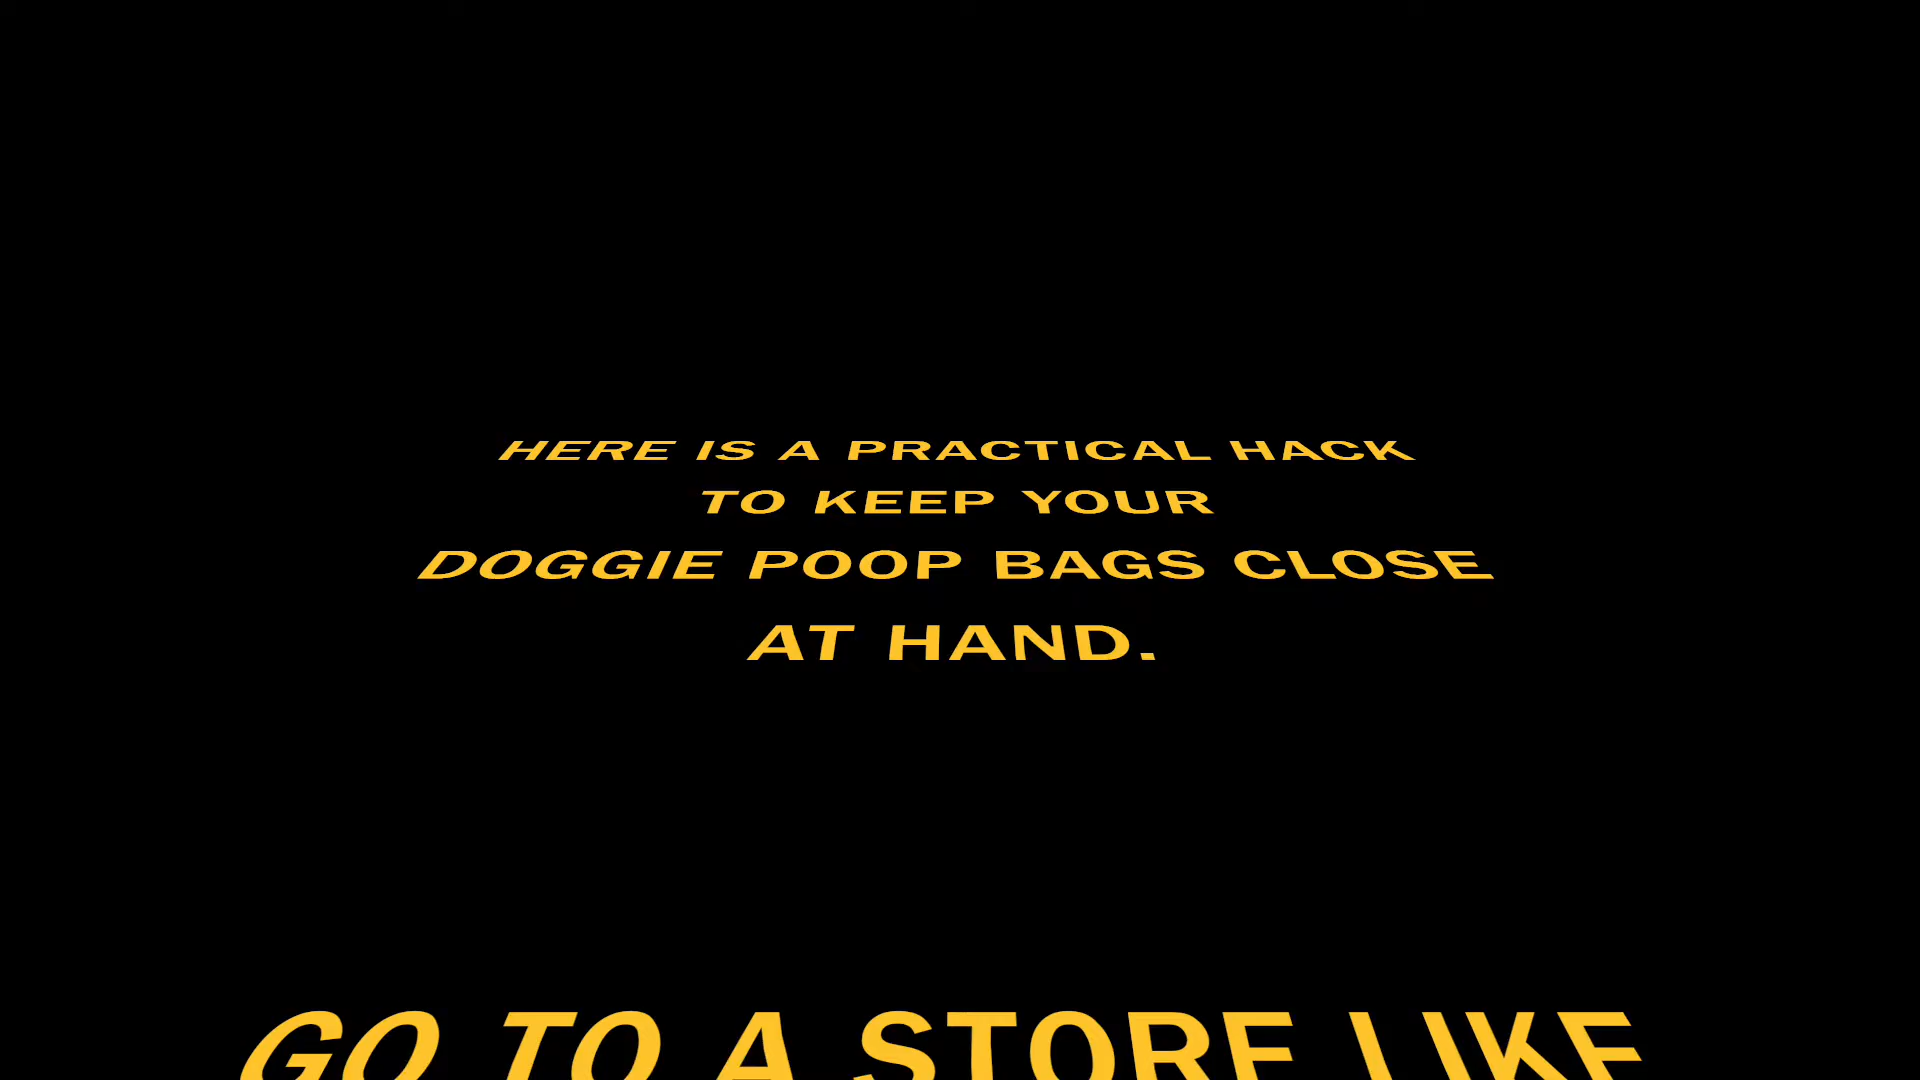 HERE IS A PRACTICAL HACK
TO KEEP YOUR
DOGGIE POOP BAGS CLOSE
AT HAND.
GO TO A STORE LIKE